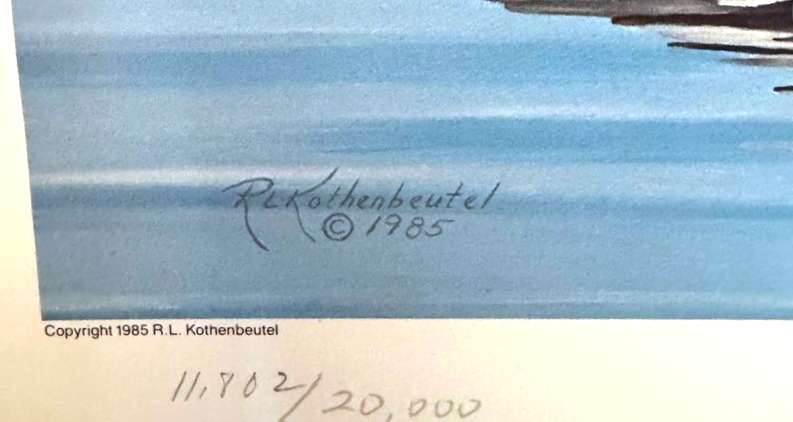 RLKothenbeutel
© 1985
Copyright 1985 R.L. Kothenbeutel
11,802/20,000